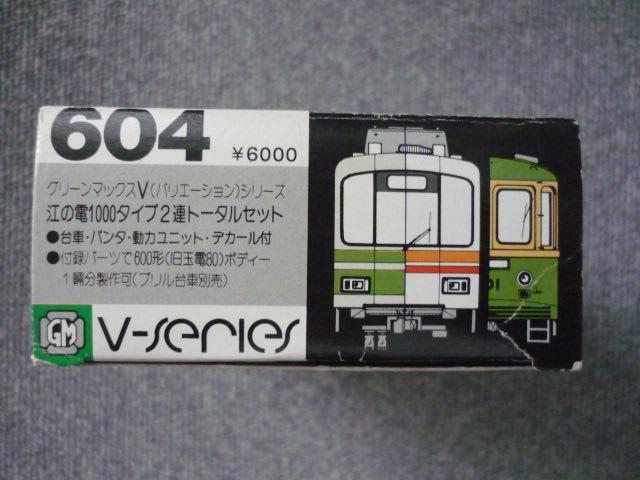 604
¥6000
グリーンマックスV(バリエーション)シリーズ
江の電1000タイプ2連トータルセット
●台車・パンタ・動力ユニット・デカール付
●付録パーツで600形(旧玉電80)ボディー
1輛分製作可(ブリル台車別売)
GM V-series